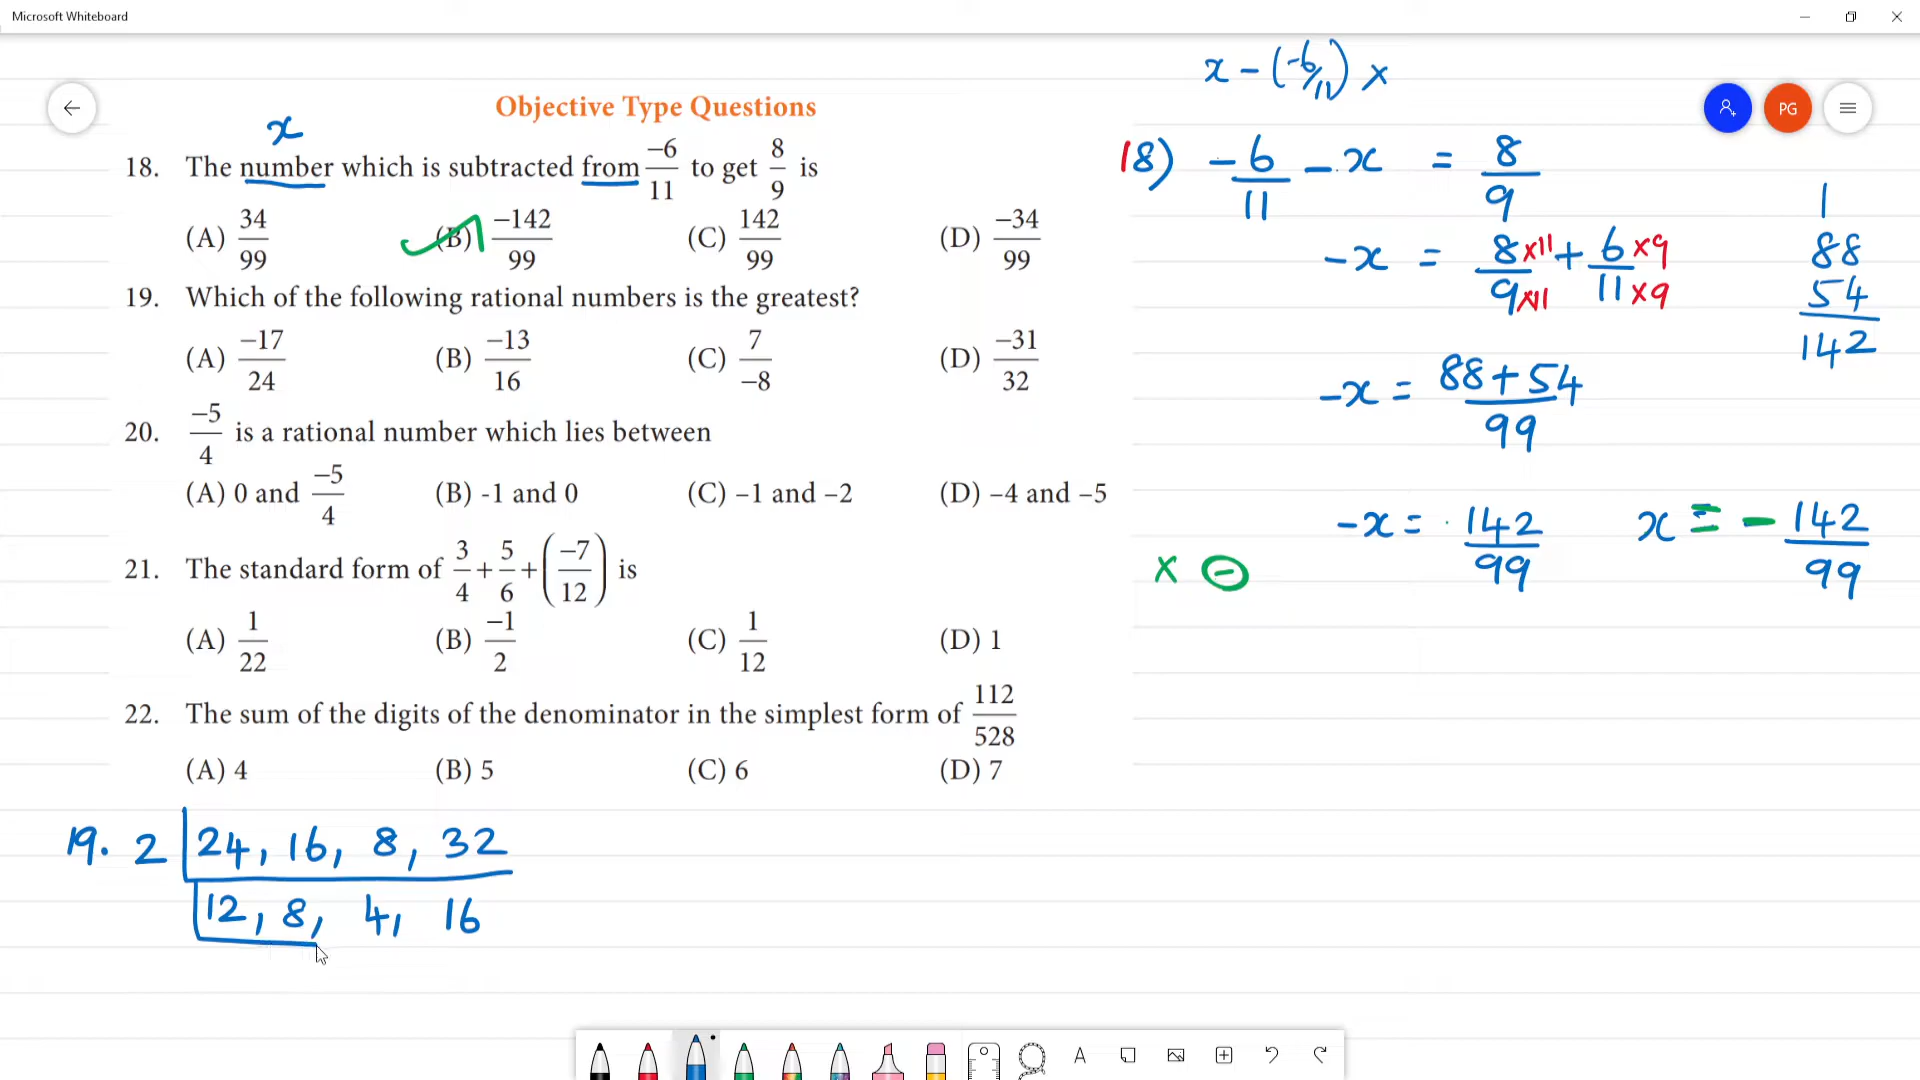 Microsoft Whiteboard
Objective Type Questions
x
18. The number which is subtracted from -6/11 to get 8/9 is
(A) 34/99 (B) −142/99 (C) 142/99 (D) −34/99
19. Which of the following rational numbers is the greatest?
(A) −17/24 (B) −13/16 (C) 7/−8 (D) −31/32
20. −5/4 is a rational number which lies between
(A) 0 and −5/4 (B) -1 and 0 (C) –1 and –2 (D) –4 and –5
21. The standard form of 3/4 + 5/6 + (−7/12) is
(A) 1/22 (B) −1/2 (C) 1/12 (D) 1
22. The sum of the digits of the denominator in the simplest form of 112/528
(A) 4 (B) 5 (C) 6 (D) 7
19. 2 | 24, 16, 8, 32
12, 8, 4, 16
x − (−6/11) x
PG
18) −6/11 − x = 8/9
−x = 8×11/9×11 + 6×9/11×9
−x = 88 + 54/99
−x = 142/99 x = −142/99
x −
1
88
54
142
A